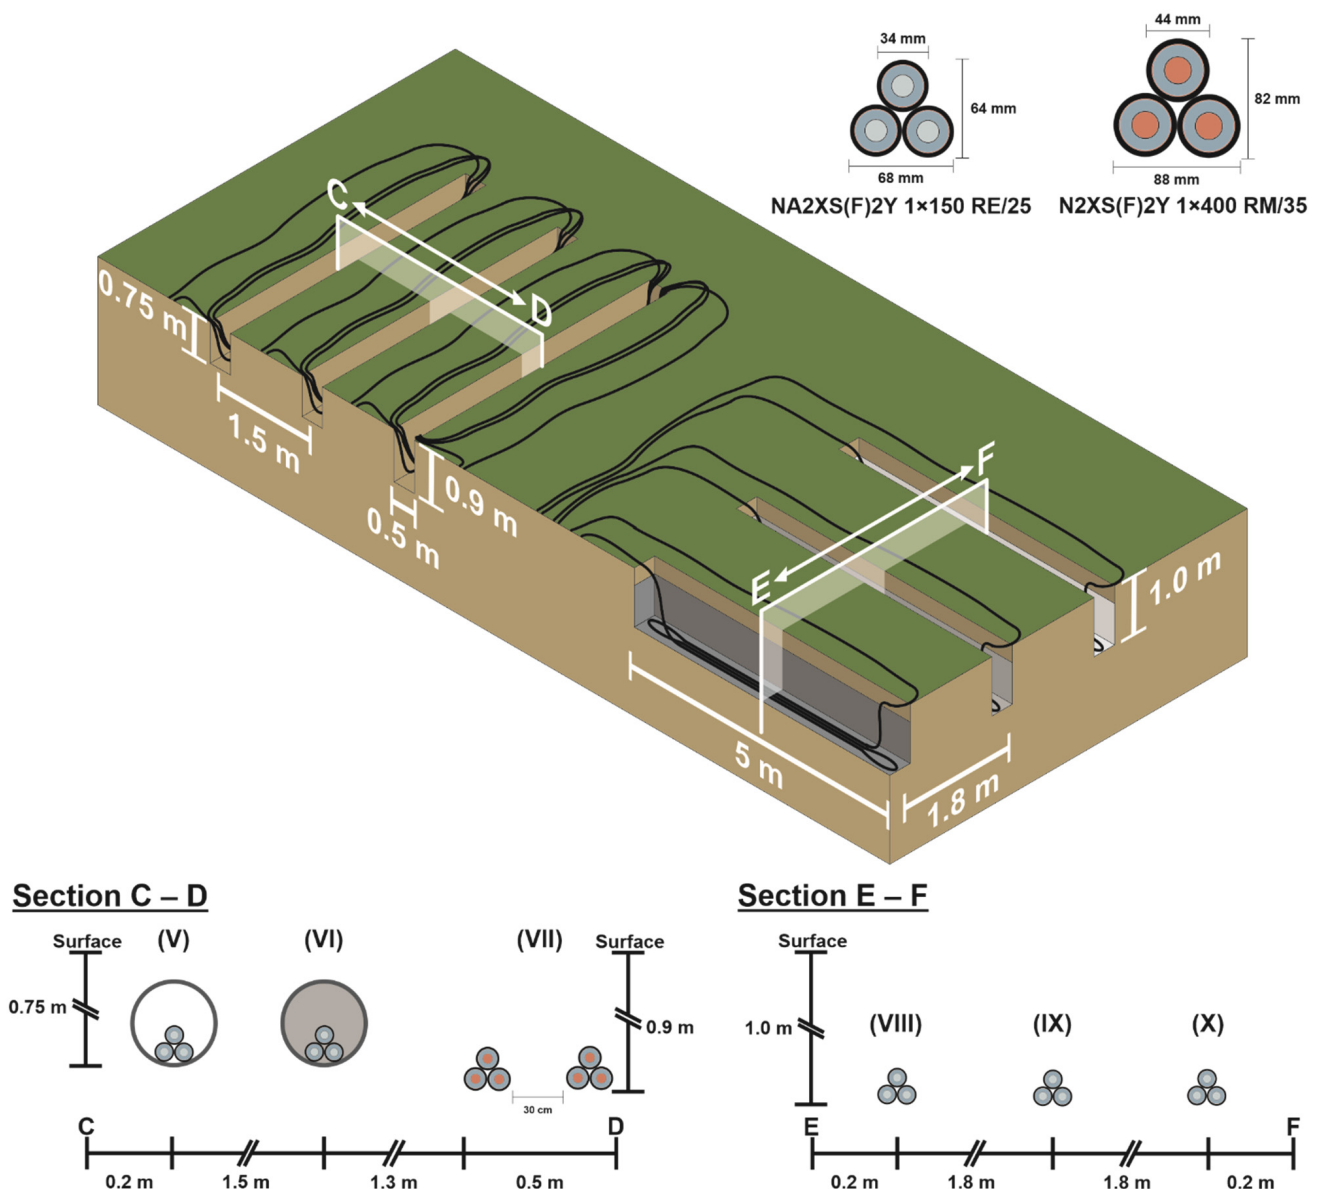 34 mm
64 mm
68 mm
NA2XS(F)2Y 1×150 RE/25
44 mm
82 mm
88 mm
N2XS(F)2Y 1×400 RM/35
C
D
0.75 m
1.5 m
0.9 m
0.5 m
F
E
1.0 m
5 m
1.8 m
Section C – D
Surface
(V)
(VI)
(VII)
Surface
0.75 m
0.9 m
30 cm
C
D
0.2 m
1.5 m
1.3 m
0.5 m
Section E – F
Surface
1.0 m
(VIII)
(IX)
(X)
E
F
0.2 m
1.8 m
1.8 m
0.2 m